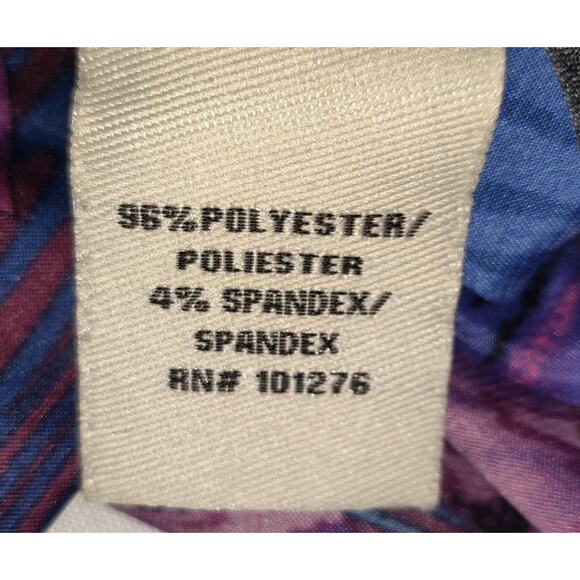 96%POLYESTER/
POLIESTER
4% SPANDEX/
SPANDEX
RN# 101276